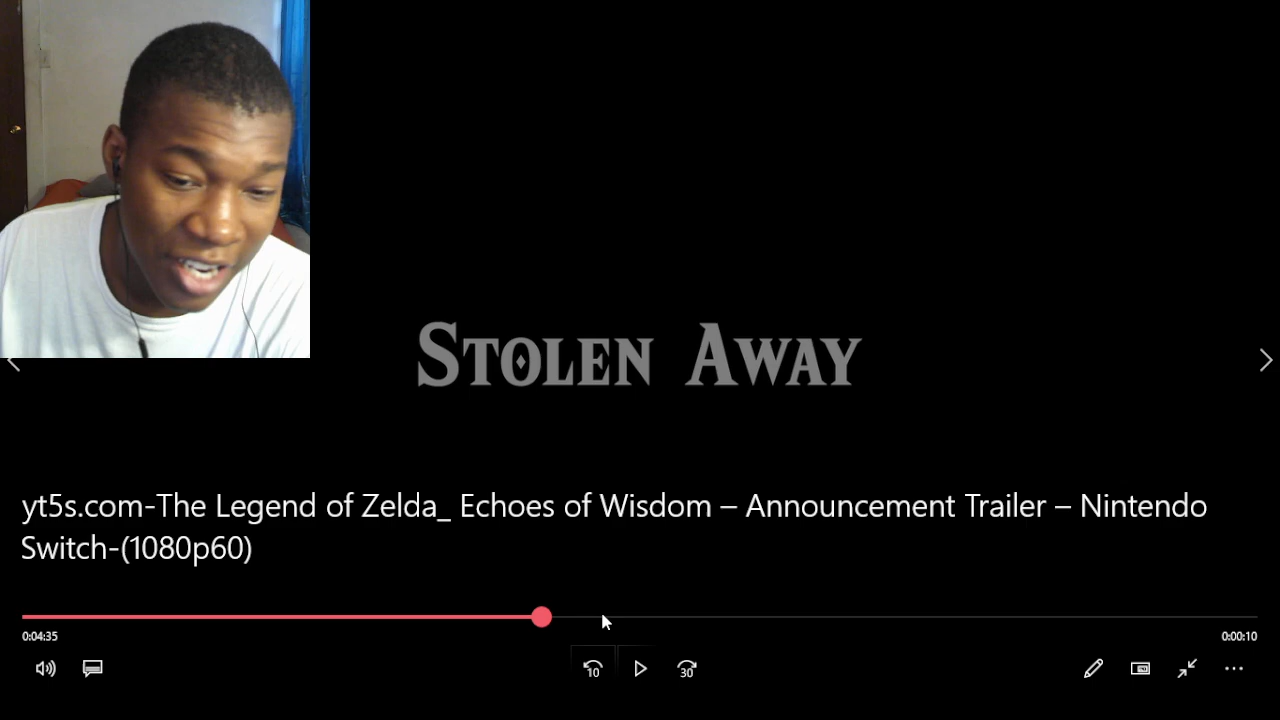 STOLEN AWAY
yt5s.com-The Legend of Zelda_ Echoes of Wisdom – Announcement Trailer – Nintendo
Switch-(1080p60)
0:04:35
0:00:10
10
30